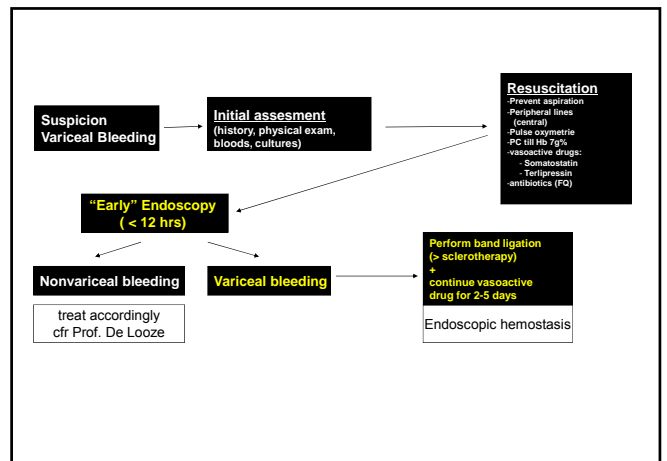 Suspicion
Variceal Bleeding
Initial assesment
(history, physical exam,
bloods, cultures)
Resuscitation
-Prevent aspiration
-Peripheral lines
(central)
-Pulse oxymetrie
-PC till Hb 7g%
-vasoactive drugs:
- Somatostatin
- Terlipressin
-antibiotics (FQ)
“Early” Endoscopy
( < 12 hrs)
Nonvariceal bleeding
treat accordingly
cfr Prof. De Looze
Variceal bleeding
Perform band ligation
(> sclerotherapy)
+
continue vasoactive
drug for 2-5 days
Endoscopic hemostasis